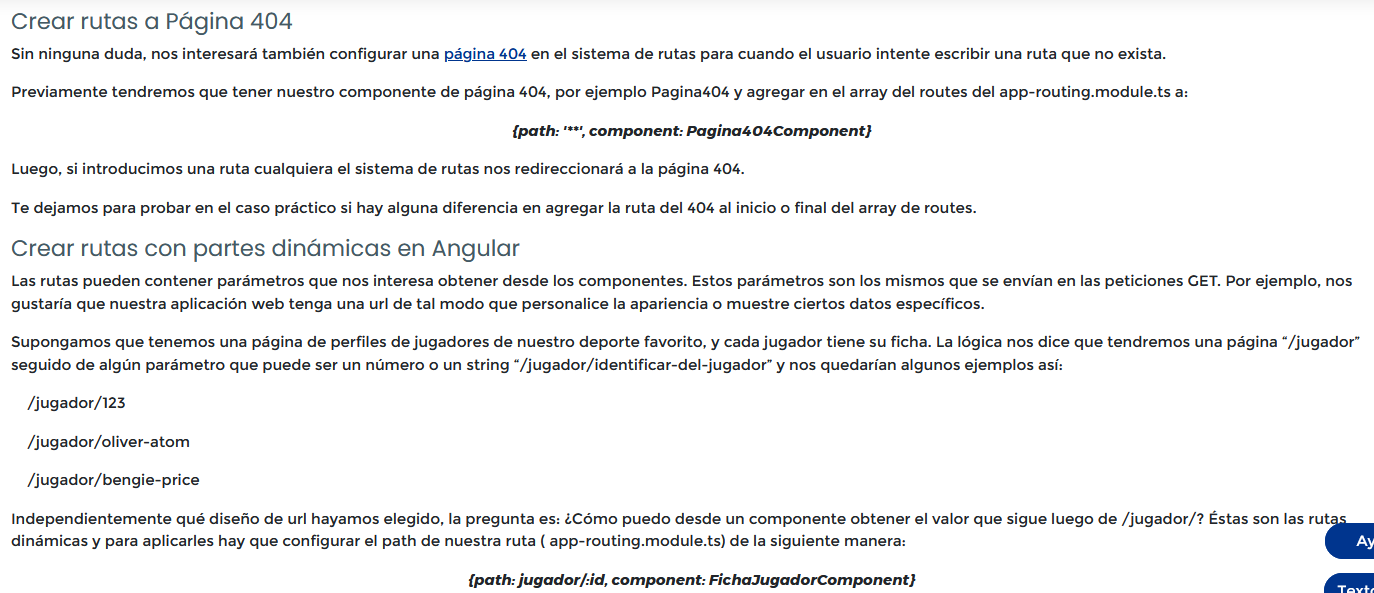 Crear rutas a Página 404
Sin ninguna duda, nos interesará también configurar una página 404 en el sistema de rutas para cuando el usuario intente escribir una ruta que no exista.
Previamente tendremos que tener nuestro componente de página 404, por ejemplo Pagina404 y agregar en el array del routes del app-routing.module.ts a:
{path: '**', component: Pagina404Component}
Luego, si introducimos una ruta cualquiera el sistema de rutas nos redireccionará a la página 404.
Te dejamos para probar en el caso práctico si hay alguna diferencia en agregar la ruta del 404 al inicio o final del array de routes.
Crear rutas con partes dinámicas en Angular
Las rutas pueden contener parámetros que nos interesa obtener desde los componentes. Estos parámetros son los mismos que se envían en las peticiones GET. Por ejemplo, nos
gustaría que nuestra aplicación web tenga una url de tal modo que personalice la apariencia o muestre ciertos datos específicos.
Supongamos que tenemos una página de perfiles de jugadores de nuestro deporte favorito, y cada jugador tiene su ficha. La lógica nos dice que tendremos una página “/jugador”
seguido de algún parámetro que puede ser un número o un string “/jugador/identificar-del-jugador” y nos quedarían algunos ejemplos así:
/jugador/123
/jugador/oliver-atom
/jugador/bengie-price
Independientemente qué diseño de url hayamos elegido, la pregunta es: ¿Cómo puedo desde un componente obtener el valor que sigue luego de /jugador/? Éstas son las rutas
dinámicas y para aplicarles hay que configurar el path de nuestra ruta ( app-routing.module.ts) de la siguiente manera:
Ay
{path: jugador/:id, component: FichaJugadorComponent}